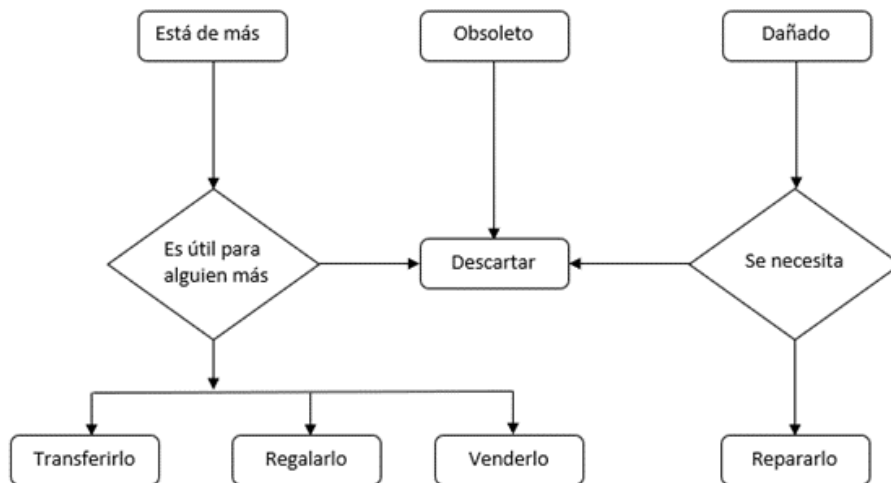 Está de más
Obsoleto
Dañado
Es útil para
alguien más
Descartar
Se necesita
Transferirlo
Regalarlo
Venderlo
Repararlo